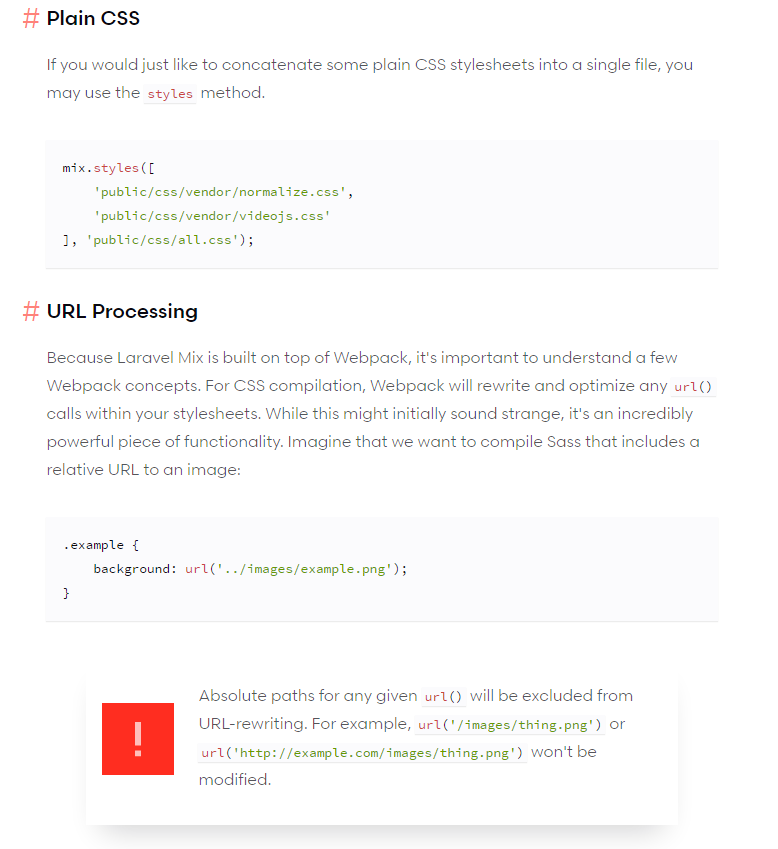 # Plain CSS
If you would just like to concatenate some plain CSS stylesheets into a single file, you
may use the styles method.
mix.styles([
    'public/css/vendor/normalize.css',
    'public/css/vendor/videojs.css'
], 'public/css/all.css');
# URL Processing
Because Laravel Mix is built on top of Webpack, it's important to understand a few
Webpack concepts. For CSS compilation, Webpack will rewrite and optimize any url()
calls within your stylesheets. While this might initially sound strange, it's an incredibly
powerful piece of functionality. Imagine that we want to compile Sass that includes a
relative URL to an image:
.example {
    background: url('../images/example.png');
}
!
Absolute paths for any given url() will be excluded from
URL-rewriting. For example, url('/images/thing.png') or
url('http://example.com/images/thing.png') won't be
modified.